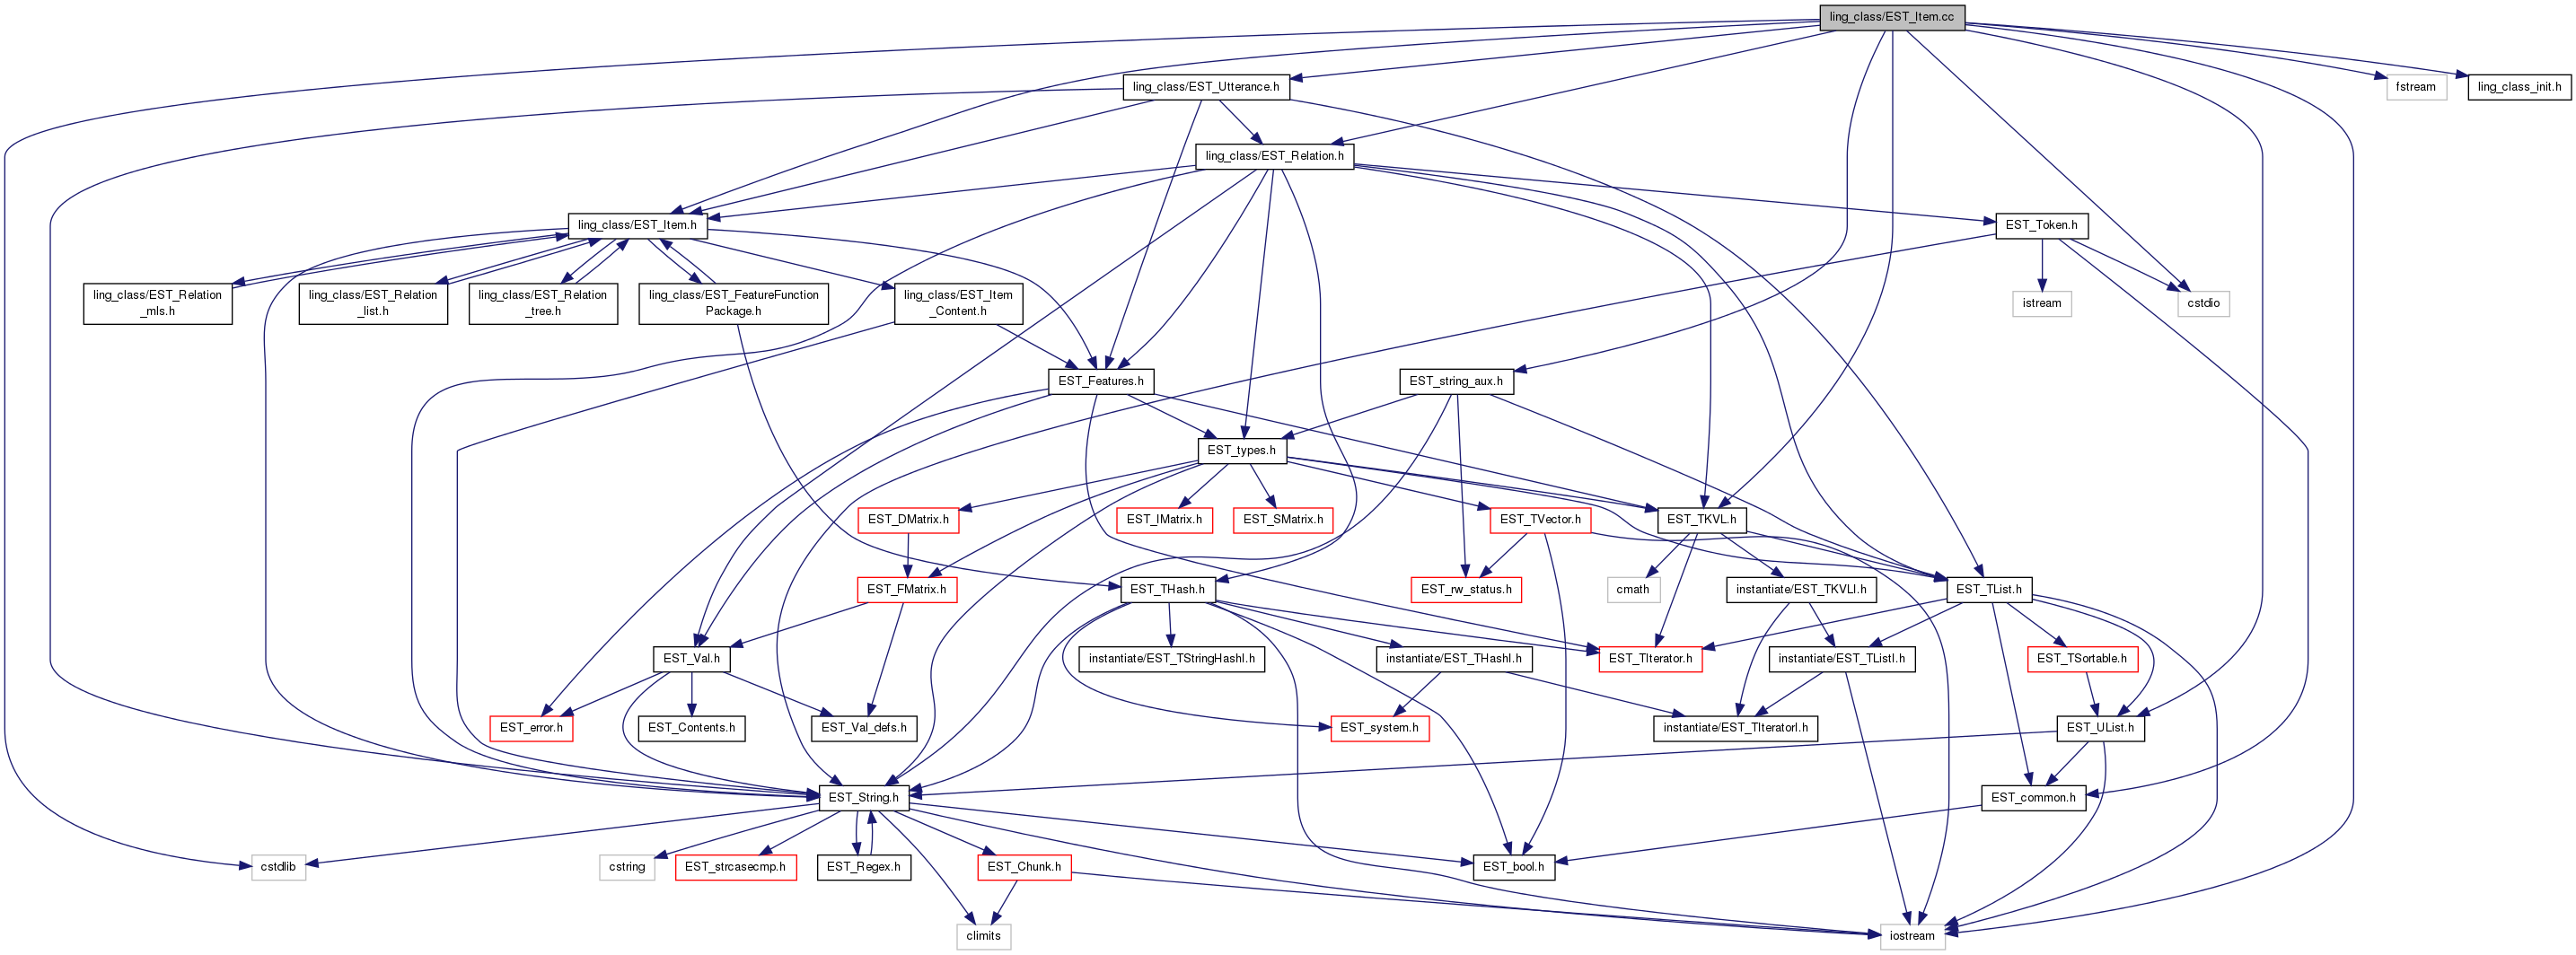 ling_class/EST_Item.cc
ling_class/EST_Utterance.h
fstream
ling_class_init.h
ling_class/EST_Relation.h
ling_class/EST_Item.h
EST_Token.h
ling_class/EST_Relation
_mls.h
ling_class/EST_Relation
_list.h
ling_class/EST_Relation
_tree.h
ling_class/EST_FeatureFunction
Package.h
ling_class/EST_Item
_Content.h
istream
cstdio
EST_Features.h
EST_string_aux.h
EST_types.h
EST_DMatrix.h
EST_IMatrix.h
EST_SMatrix.h
EST_TVector.h
EST_TKVL.h
EST_FMatrix.h
EST_THash.h
EST_rw_status.h
cmath
instantiate/EST_TKVLI.h
EST_TList.h
EST_Val.h
instantiate/EST_TStringHashI.h
instantiate/EST_THashI.h
EST_TIterator.h
instantiate/EST_TListI.h
EST_TSortable.h
EST_error.h
EST_Contents.h
EST_Val_defs.h
EST_system.h
instantiate/EST_TIteratorI.h
EST_UList.h
EST_String.h
EST_common.h
cstdlib
cstring
EST_strcasecmp.h
EST_Regex.h
EST_Chunk.h
EST_bool.h
climits
iostream